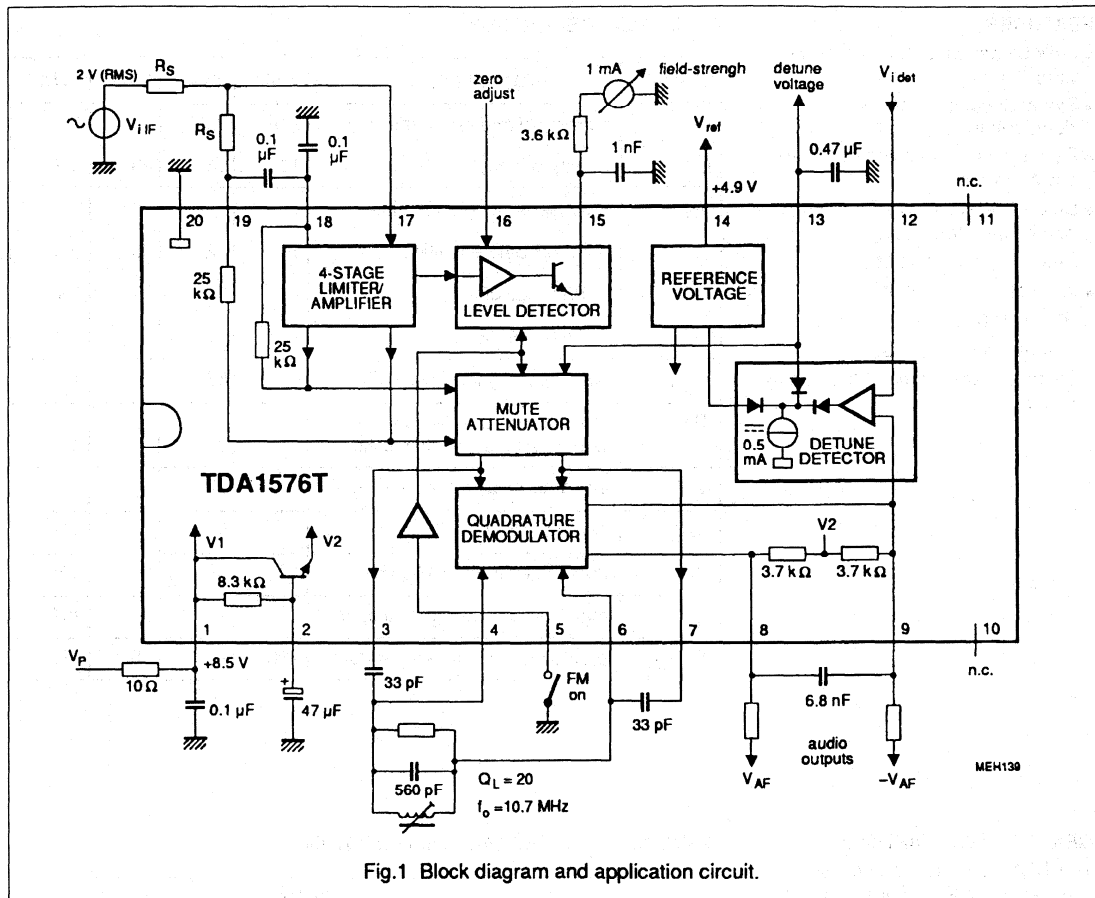 2 V (RMS)
R_S
V_i IF
R_S
0.1 µF
0.1 µF
zero adjust
1 mA
field-strengh
3.6 kΩ
1 nF
V_ref
+4.9 V
detune voltage
0.47 µF
V_i det
n.c.
20
19
18
17
16
15
14
13
12
11
25 kΩ
25 kΩ
4-STAGE
LIMITER/
AMPLIFIER
LEVEL DETECTOR
REFERENCE
VOLTAGE
MUTE
ATTENUATOR
0.5 mA
DETUNE
DETECTOR
TDA1576T
QUADRATURE
DEMODULATOR
V1
V2
8.3 kΩ
V2
3.7 kΩ
3.7 kΩ
1
2
3
4
5
6
7
8
9
10
V_P
10 Ω
+8.5 V
0.1 µF
+
47 µF
33 pF
FM on
33 pF
6.8 nF
n.c.
560 pF
Q_L = 20
f_o = 10.7 MHz
audio outputs
V_AF
-V_AF
MEH139
Fig.1 Block diagram and application circuit.